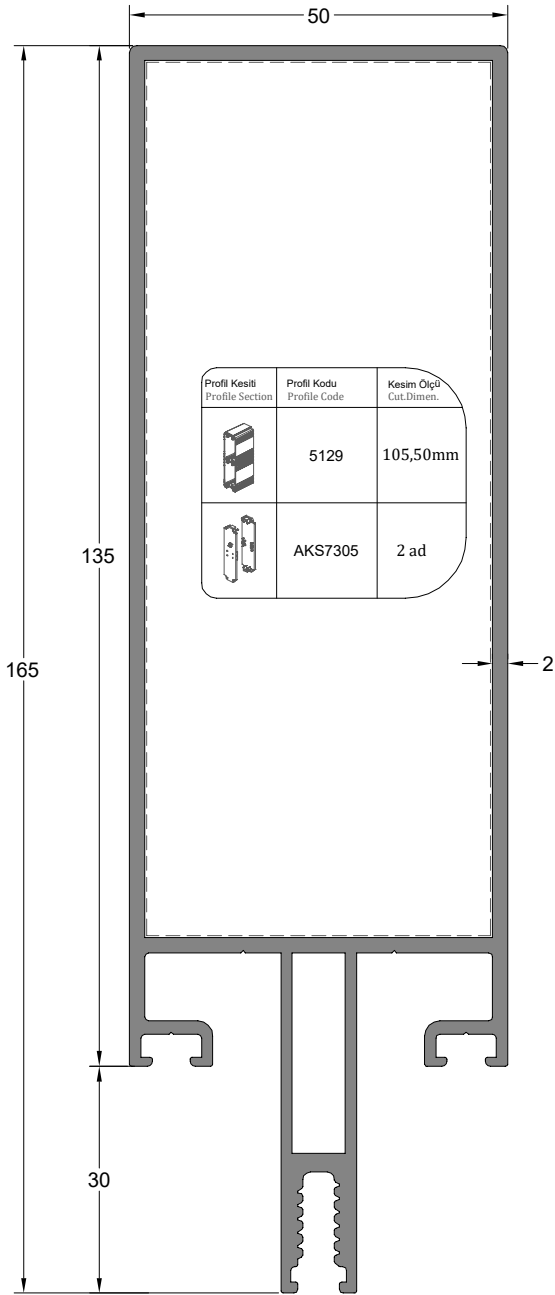 50
Profil Kesiti
Profile Section
Profil Kodu
Profile Code
Kesim Ölçü
Cut.Dimen.
5129
105,50mm
AKS7305
2 ad
135
165
2
30